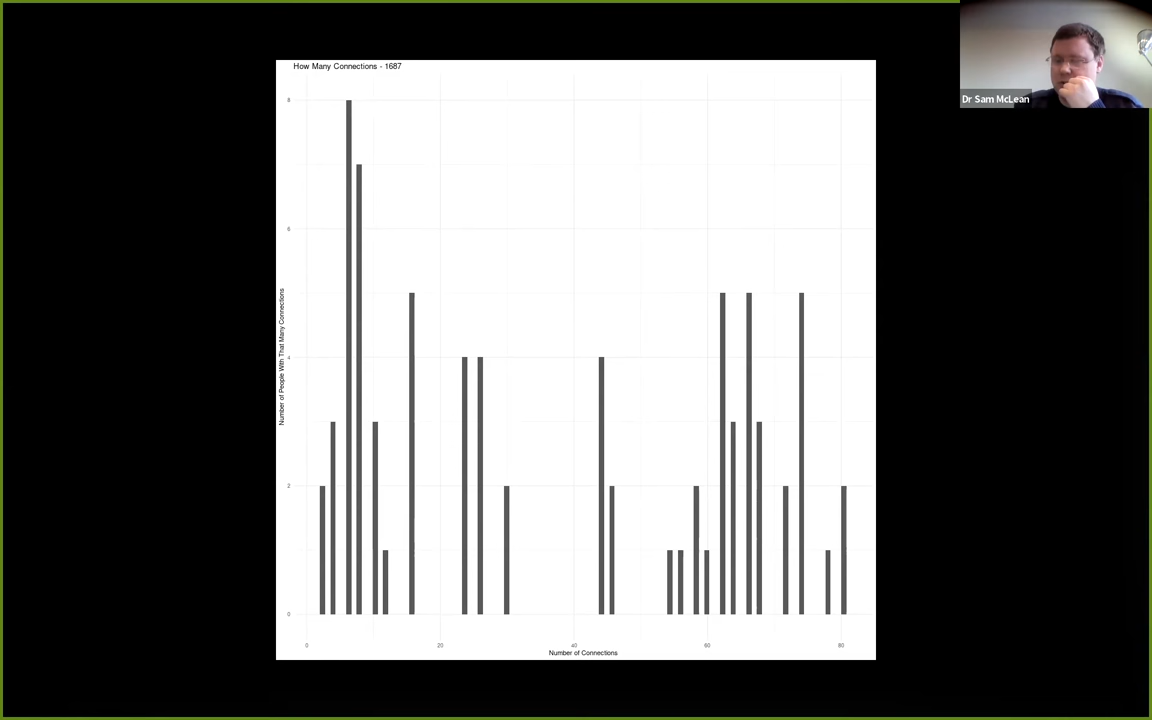 How Many Connections - 1687
Dr Sam McLean
8
6
4
2
0
Number of People With That Many Connections
0 20 40 60 80
Number of Connections